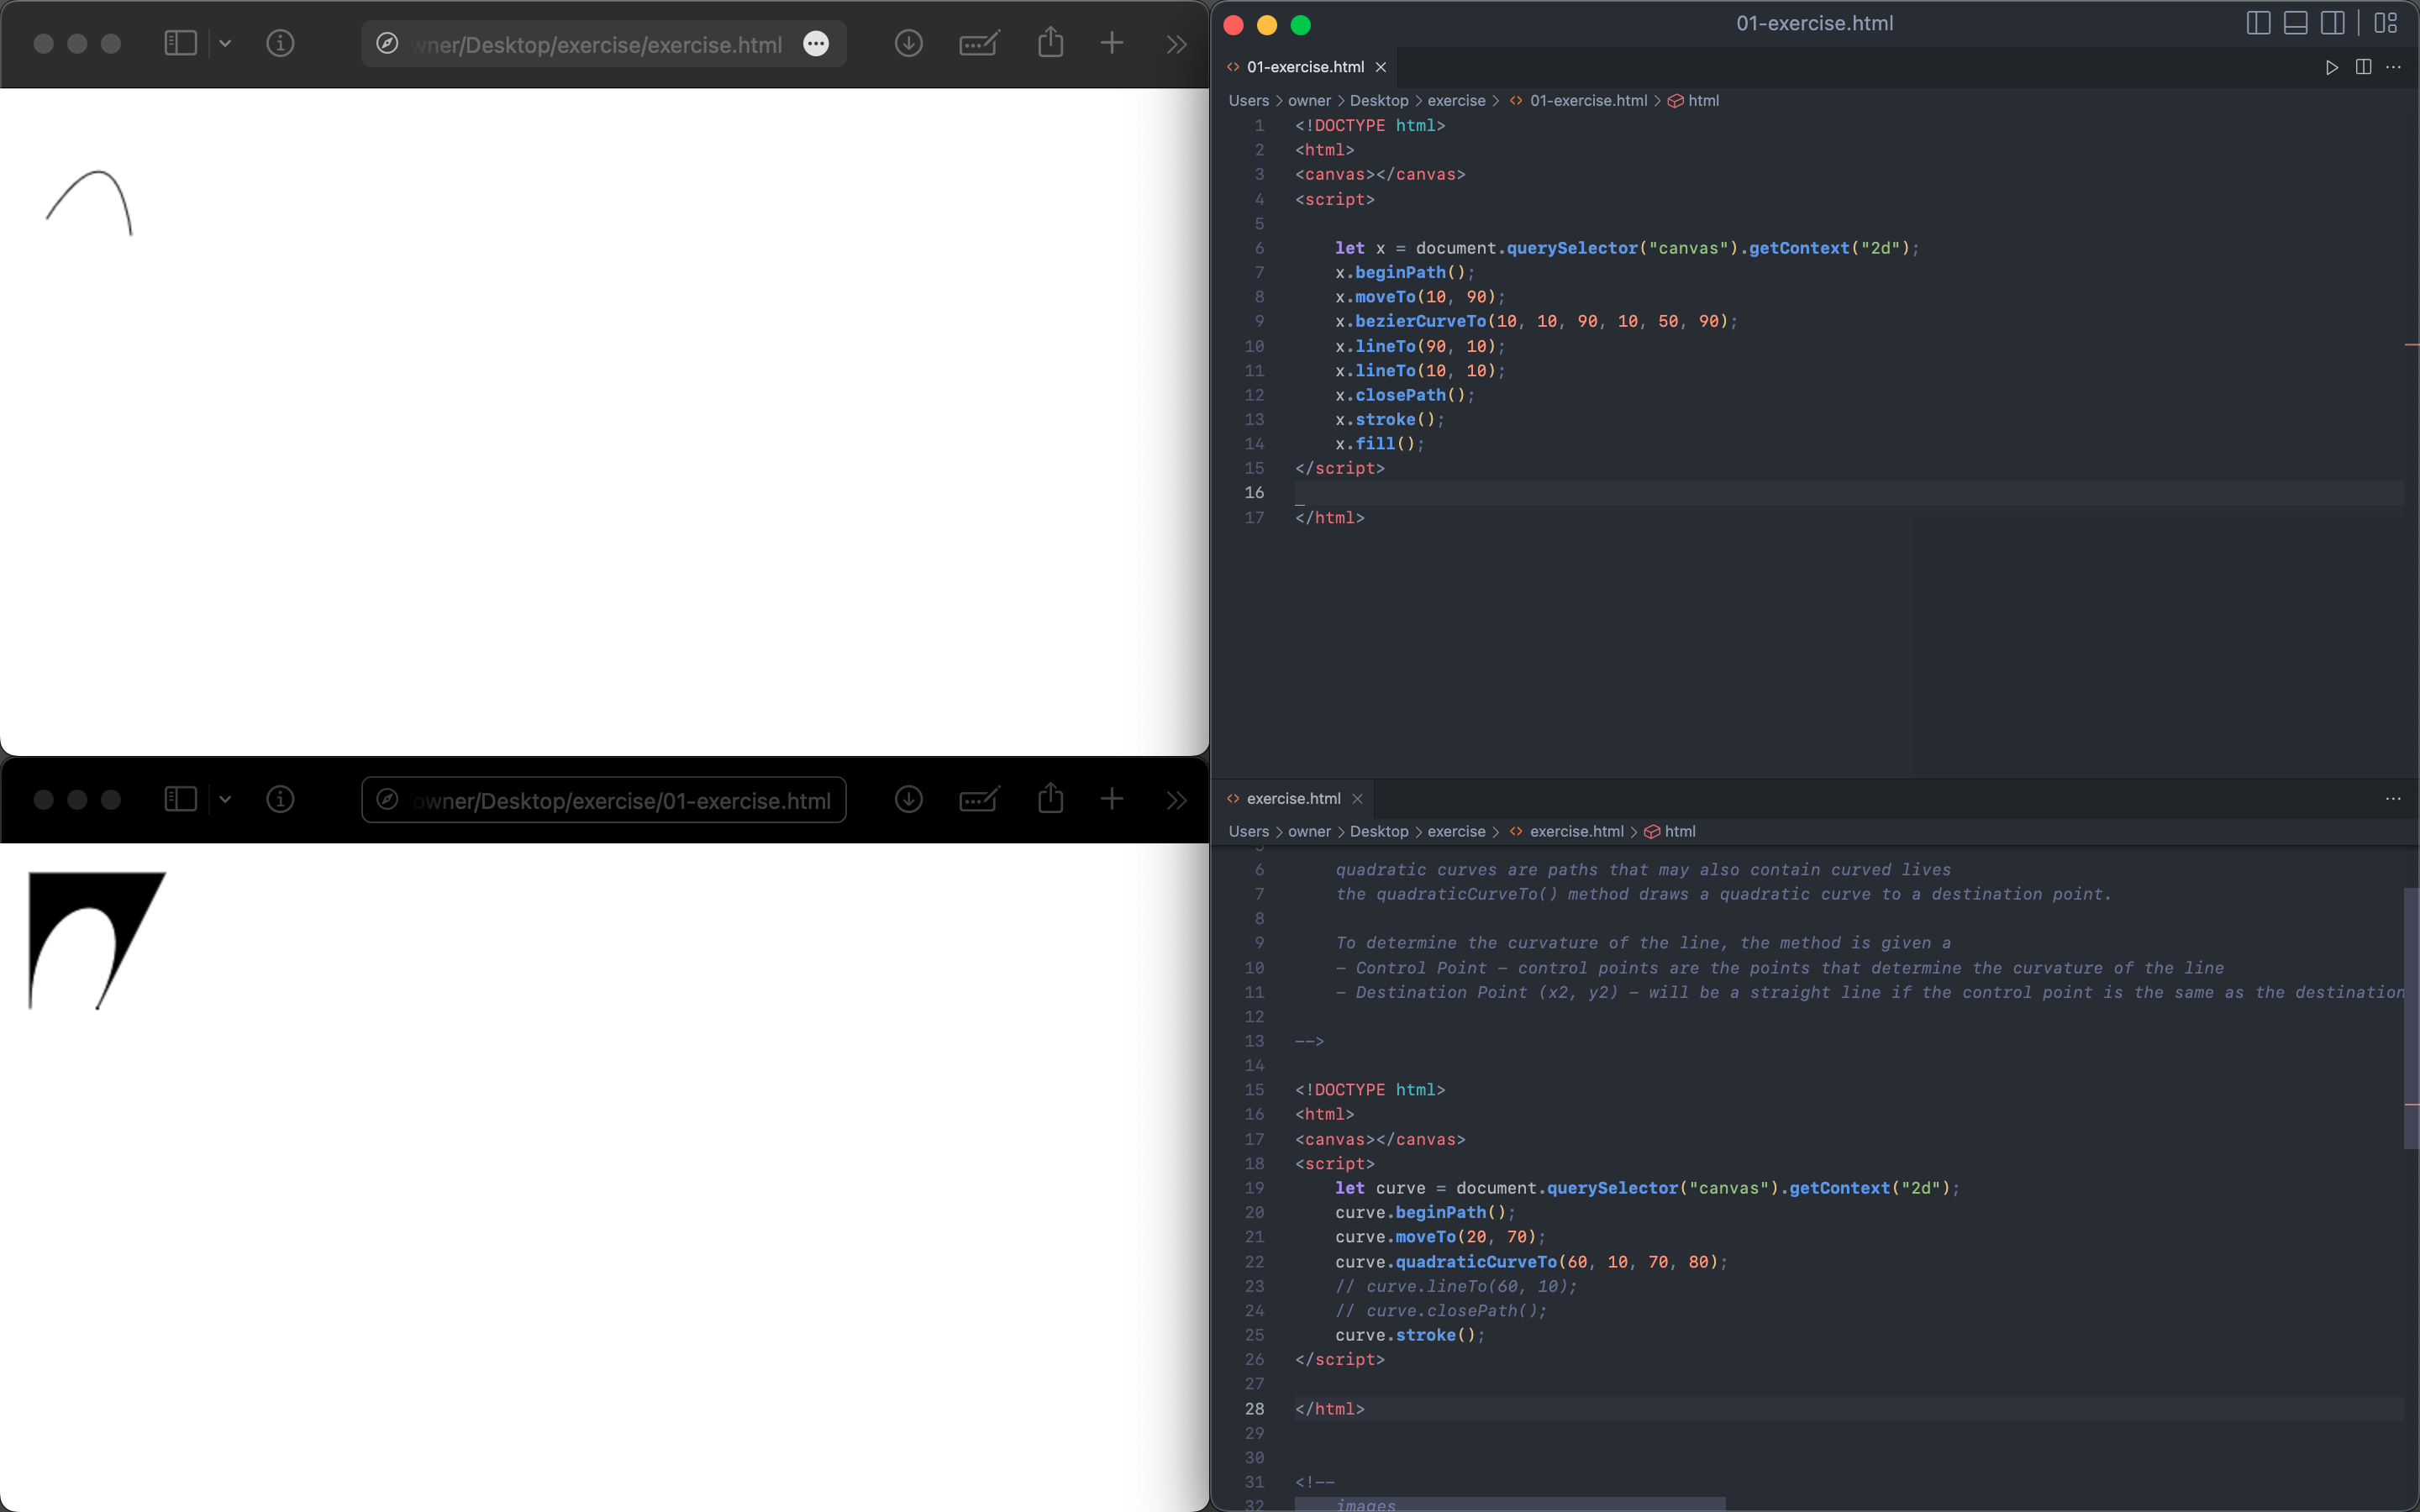 wner/Desktop/exercise/exercise.html
owner/Desktop/exercise/01-exercise.html
01-exercise.html
01-exercise.html
Users > owner > Desktop > exercise > 01-exercise.html > html
1 <!DOCTYPE html>
2 <html>
3 <canvas></canvas>
4 <script>
5
6 let x = document.querySelector("canvas").getContext("2d");
7 x.beginPath();
8 x.moveTo(10, 90);
9 x.bezierCurveTo(10, 10, 90, 10, 50, 90);
10 x.lineTo(90, 10);
11 x.lineTo(10, 10);
12 x.closePath();
13 x.stroke();
14 x.fill();
15 </script>
16
17 </html>
exercise.html
Users > owner > Desktop > exercise > exercise.html > html
6 quadratic curves are paths that may also contain curved lives
7 the quadraticCurveTo() method draws a quadratic curve to a destination point.
8
9 To determine the curvature of the line, the method is given a
10 – Control Point – control points are the points that determine the curvature of the line
11 – Destination Point (x2, y2) – will be a straight line if the control point is the same as the destination
12
13 -->
14
15 <!DOCTYPE html>
16 <html>
17 <canvas></canvas>
18 <script>
19 let curve = document.querySelector("canvas").getContext("2d");
20 curve.beginPath();
21 curve.moveTo(20, 70);
22 curve.quadraticCurveTo(60, 10, 70, 80);
23 // curve.lineTo(60, 10);
24 // curve.closePath();
25 curve.stroke();
26 </script>
27
28 </html>
29
30
31 <!--
32 images